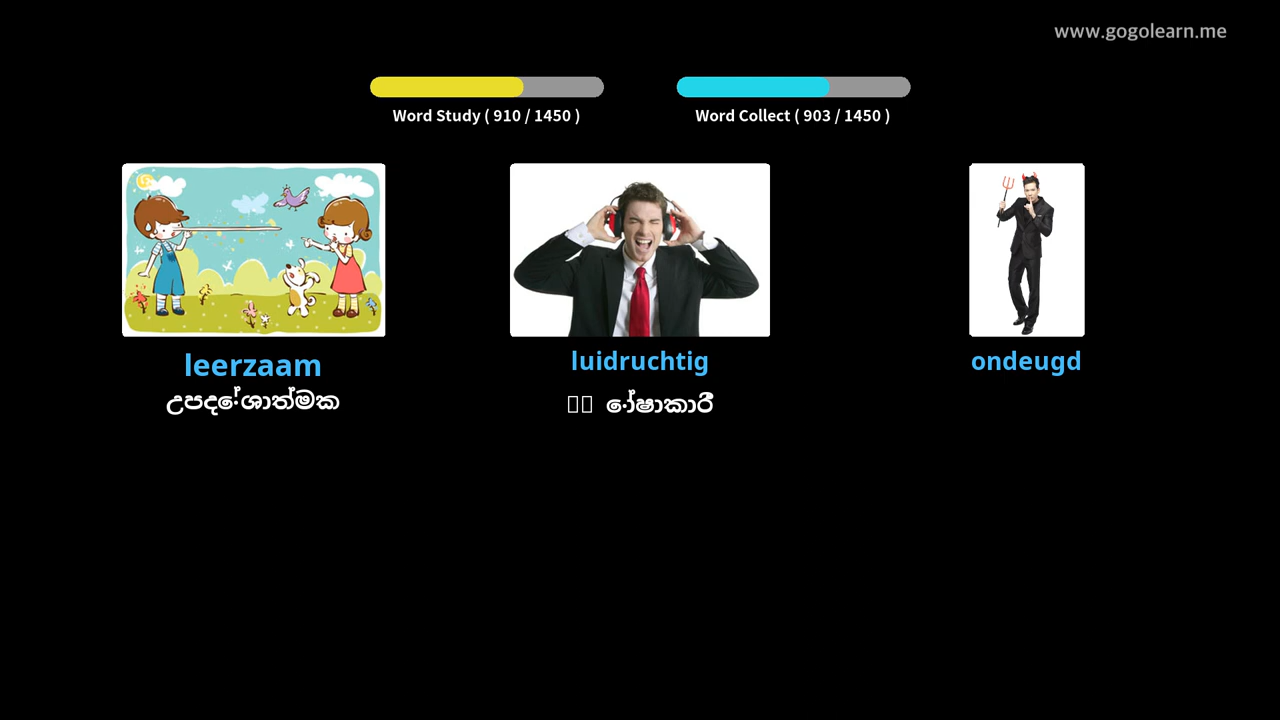 www.gogolearn.me
Word Study ( 910 / 1450 )
Word Collect ( 903 / 1450 )
leerzaam
luidruchtig
ondeugd
උපදේශාත්මක